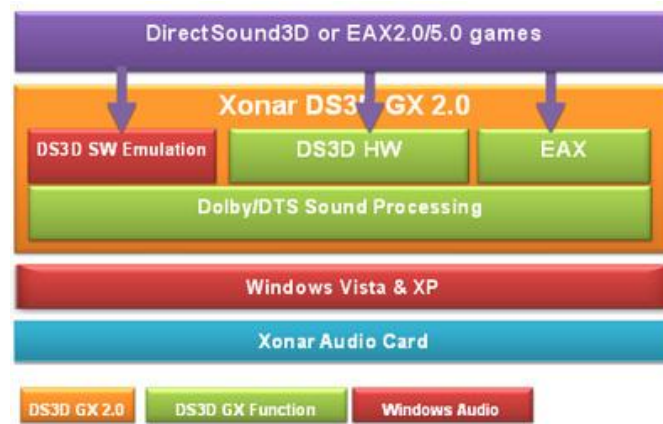 DirectSound3D or EAX2.0/5.0 games
Xonar DS3D GX 2.0
DS3D SW Emulation
DS3D HW
EAX
Dolby/DTS Sound Processing
Windows Vista & XP
Xonar Audio Card
DS3D GX 2.0
DS3D GX Function
Windows Audio